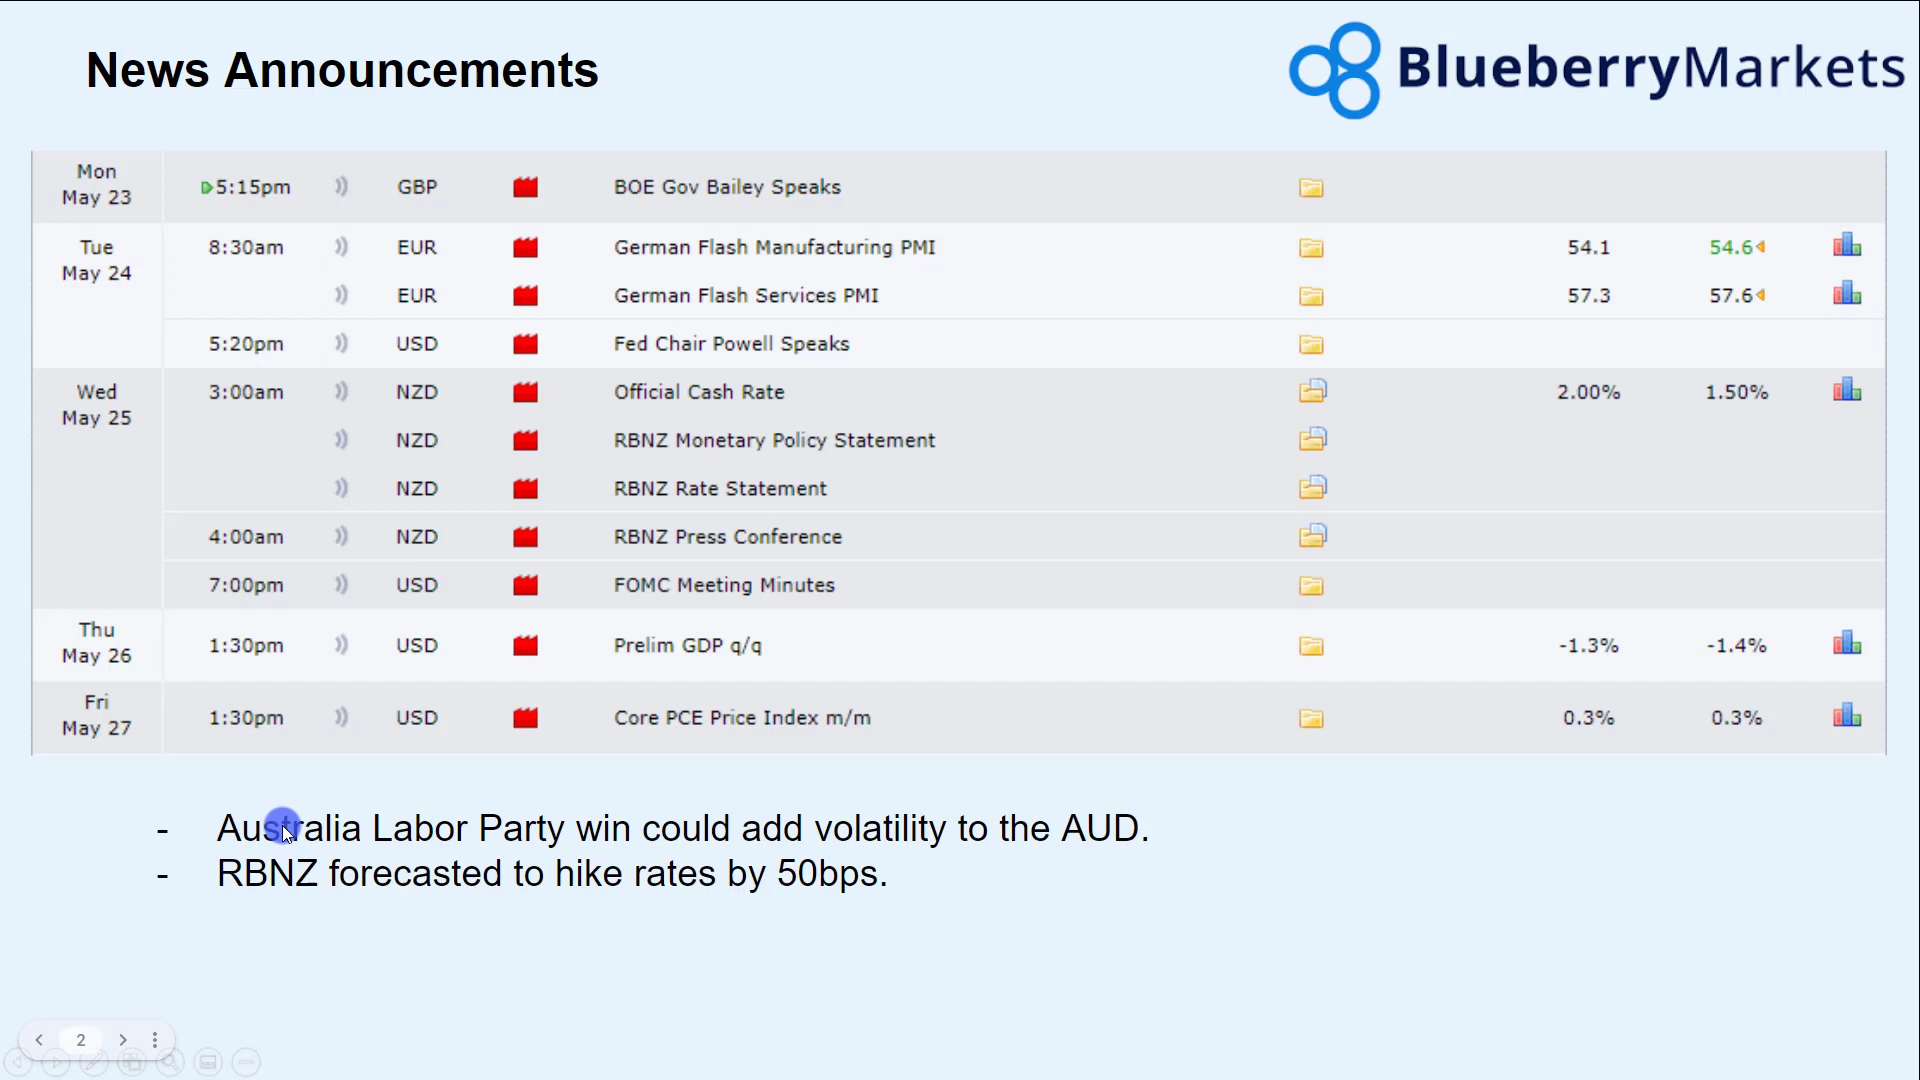 News Announcements
BlueberryMarkets
Mon
May 23
5:15pm GBP BOE Gov Bailey Speaks
Tue
May 24
8:30am EUR German Flash Manufacturing PMI 54.1 54.6
EUR German Flash Services PMI 57.3 57.6
5:20pm USD Fed Chair Powell Speaks
Wed
May 25
3:00am NZD Official Cash Rate 2.00% 1.50%
NZD RBNZ Monetary Policy Statement
NZD RBNZ Rate Statement
4:00am NZD RBNZ Press Conference
7:00pm USD FOMC Meeting Minutes
Thu
May 26
1:30pm USD Prelim GDP q/q -1.3% -1.4%
Fri
May 27
1:30pm USD Core PCE Price Index m/m 0.3% 0.3%
- Australia Labor Party win could add volatility to the AUD.
- RBNZ forecasted to hike rates by 50bps.
2